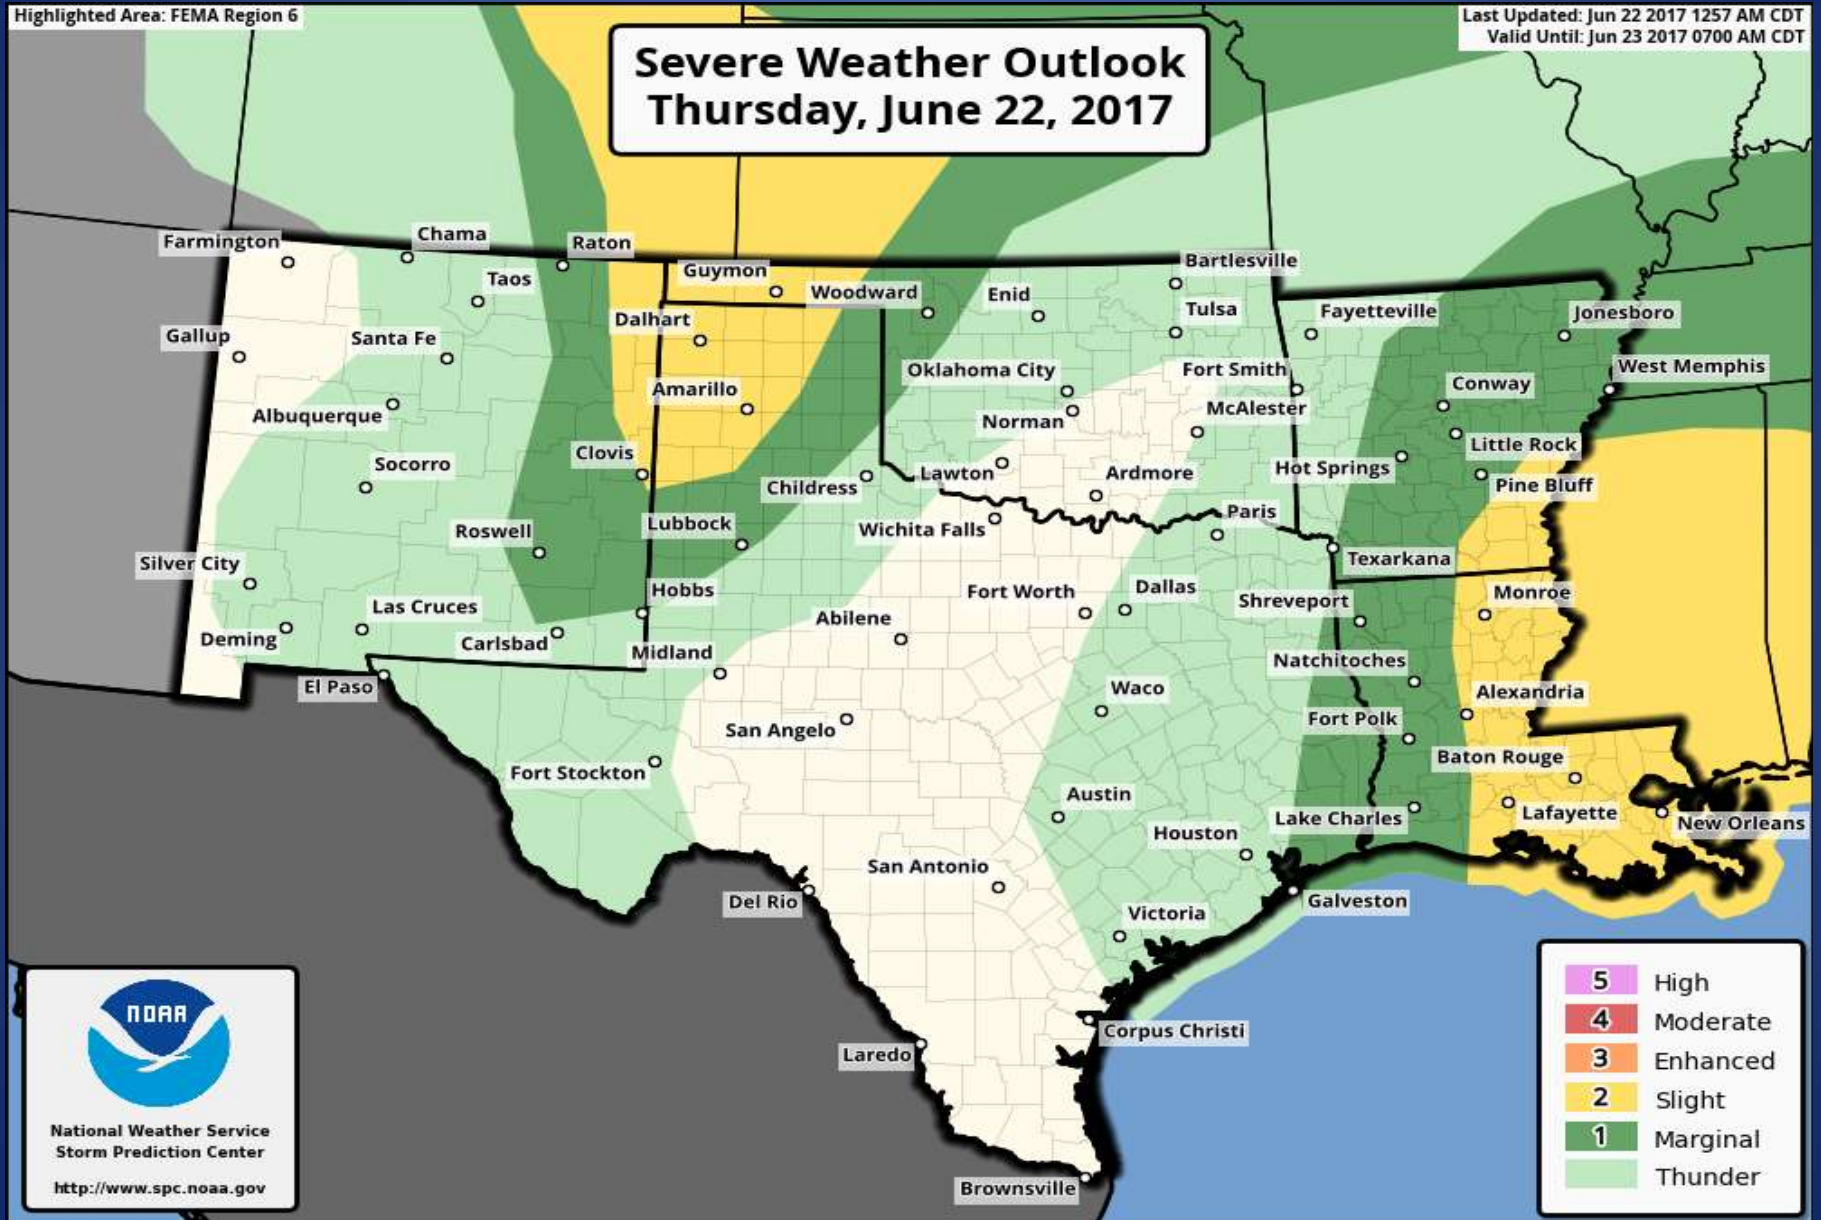 Highlighted Area: FEMA Region 6
Last Updated: Jun 22 2017 1257 AM CDT
Valid Until: Jun 23 2017 0700 AM CDT
Severe Weather Outlook
Thursday, June 22, 2017
Farmington
Chama
Raton
Taos
Guymon
Woodward
Enid
Bartlesville
Tulsa
Fayetteville
Jonesboro
Gallup
Santa Fe
Dalhart
Oklahoma City
Fort Smith
West Memphis
Albuquerque
Amarillo
Norman
McAlester
Conway
Socorro
Clovis
Childress
Lawton
Ardmore
Hot Springs
Little Rock
Pine Bluff
Roswell
Lubbock
Wichita Falls
Paris
Texarkana
Silver City
Las Cruces
Hobbs
Fort Worth
Dallas
Shreveport
Monroe
Deming
Carlsbad
Midland
Abilene
Natchitoches
El Paso
Waco
Alexandria
San Angelo
Fort Polk
Fort Stockton
Baton Rouge
Austin
Houston
Lake Charles
Lafayette
New Orleans
San Antonio
Del Rio
Victoria
Galveston
Laredo
Corpus Christi
Brownsville
NOAA
National Weather Service
Storm Prediction Center
http://www.spc.noaa.gov
5 High
4 Moderate
3 Enhanced
2 Slight
1 Marginal
Thunder